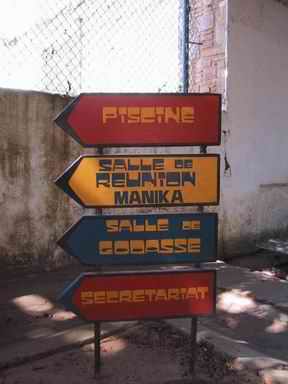 PISCINE
SALLE DE
REUNION
MANIKA
SALLE DE
GODASSE
SECRETARIAT